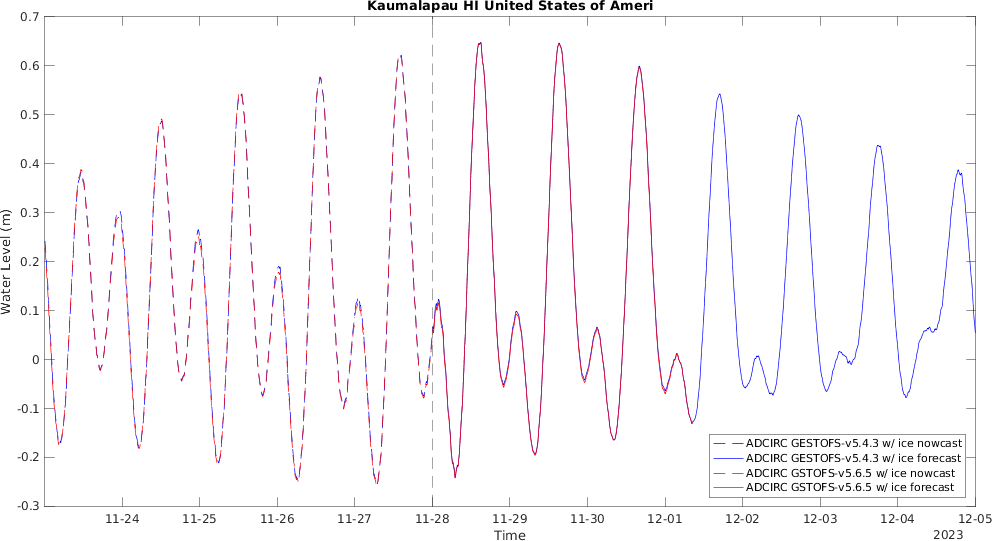 Kaumalapau HI United States of Ameri
0.7
0.6
0.5
0.4
0.3
0.2
0.1
0
-0.1
-0.2
-0.3
Water Level (m)
ADCIRC GESTOFS-v5.4.3 w/ ice nowcast
ADCIRC GESTOFS-v5.4.3 w/ ice forecast
ADCIRC GSTOFS-v5.6.5 w/ ice nowcast
ADCIRC GSTOFS-v5.6.5 w/ ice forecast
11-24 11-25 11-26 11-27 11-28 11-29 11-30 12-01 12-02 12-03 12-04 12-05
Time
2023